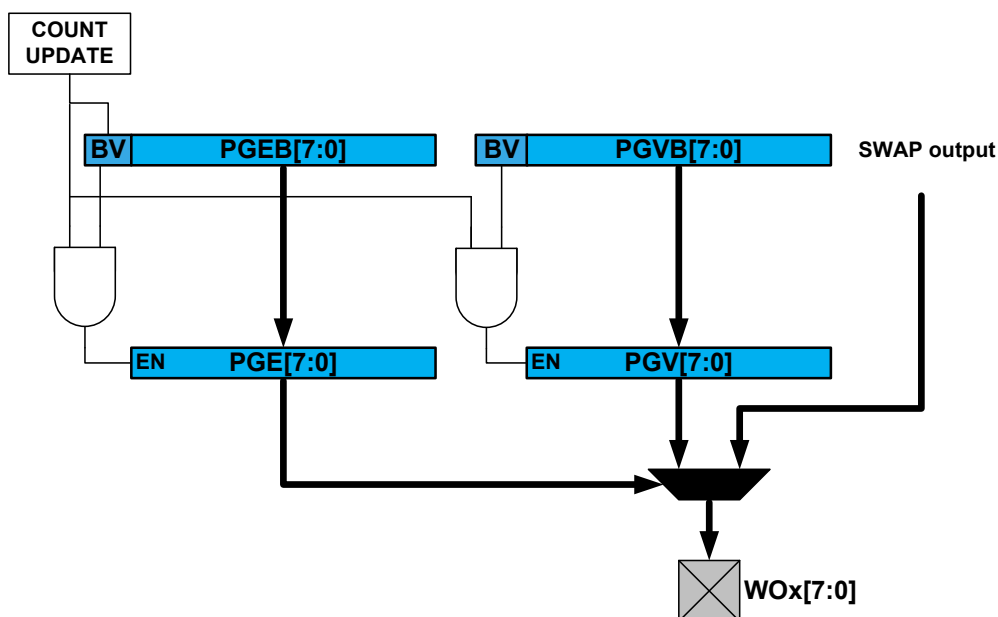 COUNT
UPDATE
BV PGEB[7:0] BV PGVB[7:0] SWAP output
EN PGE[7:0] EN PGV[7:0]
WOx[7:0]